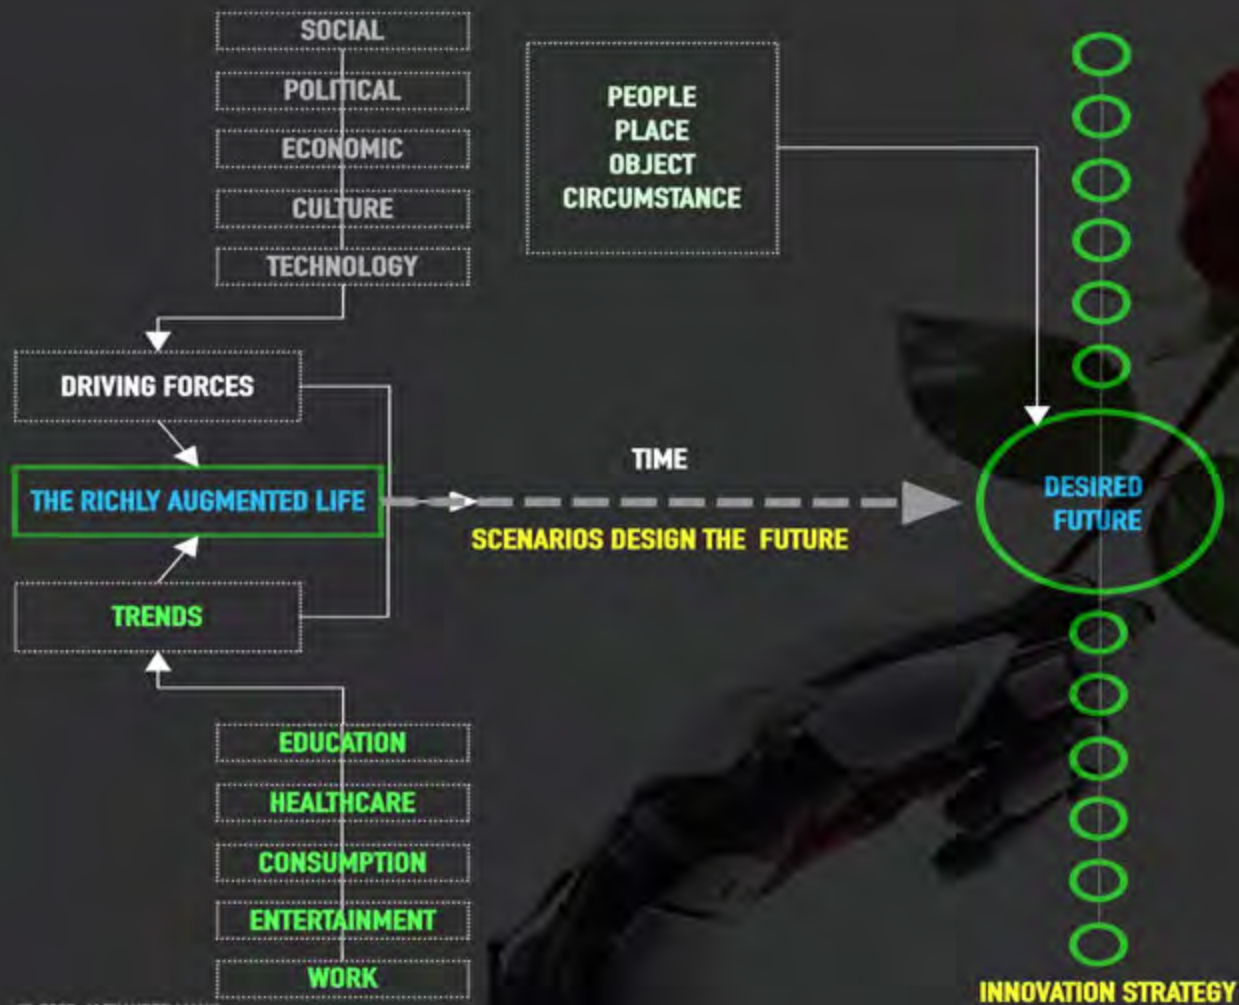 SOCIAL
POLITICAL
ECONOMIC
CULTURE
TECHNOLOGY
PEOPLE
PLACE
OBJECT
CIRCUMSTANCE
DRIVING FORCES
THE RICHLY AUGMENTED LIFE
TRENDS
TIME
SCENARIOS DESIGN THE FUTURE
DESIRED
FUTURE
EDUCATION
HEALTHCARE
CONSUMPTION
ENTERTAINMENT
WORK
INNOVATION STRATEGY